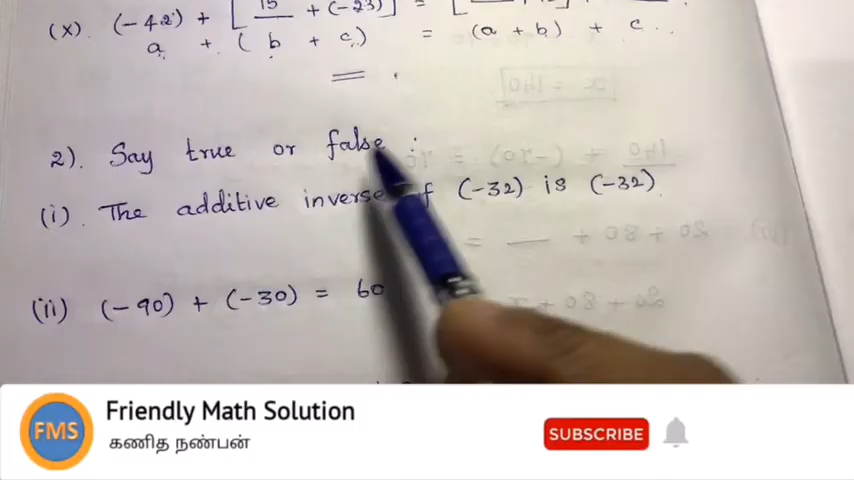 (x). (-42) + [ 15 + (-23)] = [
a + ( b + c ) = (a + b) + c
2). Say true or false :
(i). The additive inverse of (-32) is (-32)
(ii) (-90) + (-30) = 60
Friendly Math Solution
FMS
கணித நண்பன்
SUBSCRIBE